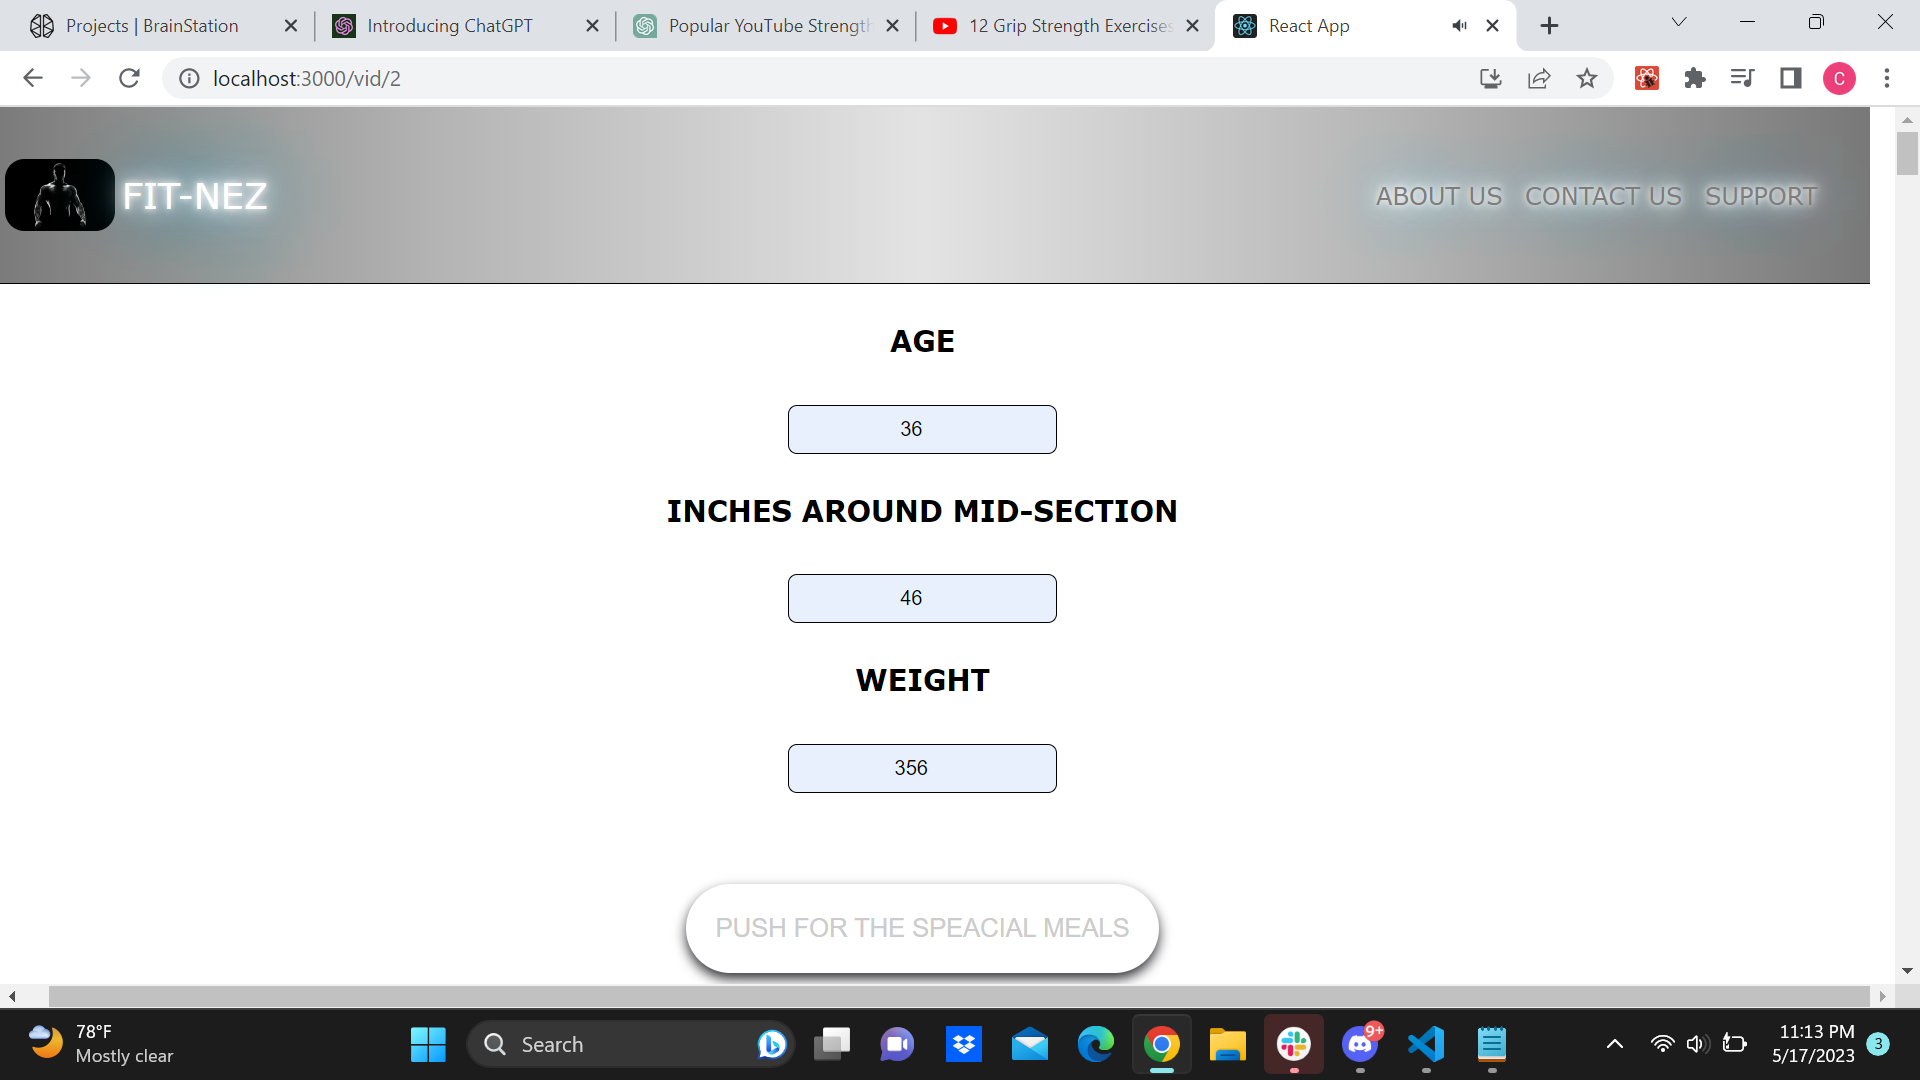 Projects | BrainStation
Introducing ChatGPT
Popular YouTube Strength
12 Grip Strength Exercises
React App
localhost:3000/vid/2
C
FIT-NEZ
ABOUT US
CONTACT US
SUPPORT
AGE
36
INCHES AROUND MID-SECTION
46
WEIGHT
356
PUSH FOR THE SPEACIAL MEALS
78°F
Mostly clear
Search
9+
11:13 PM
5/17/2023
3